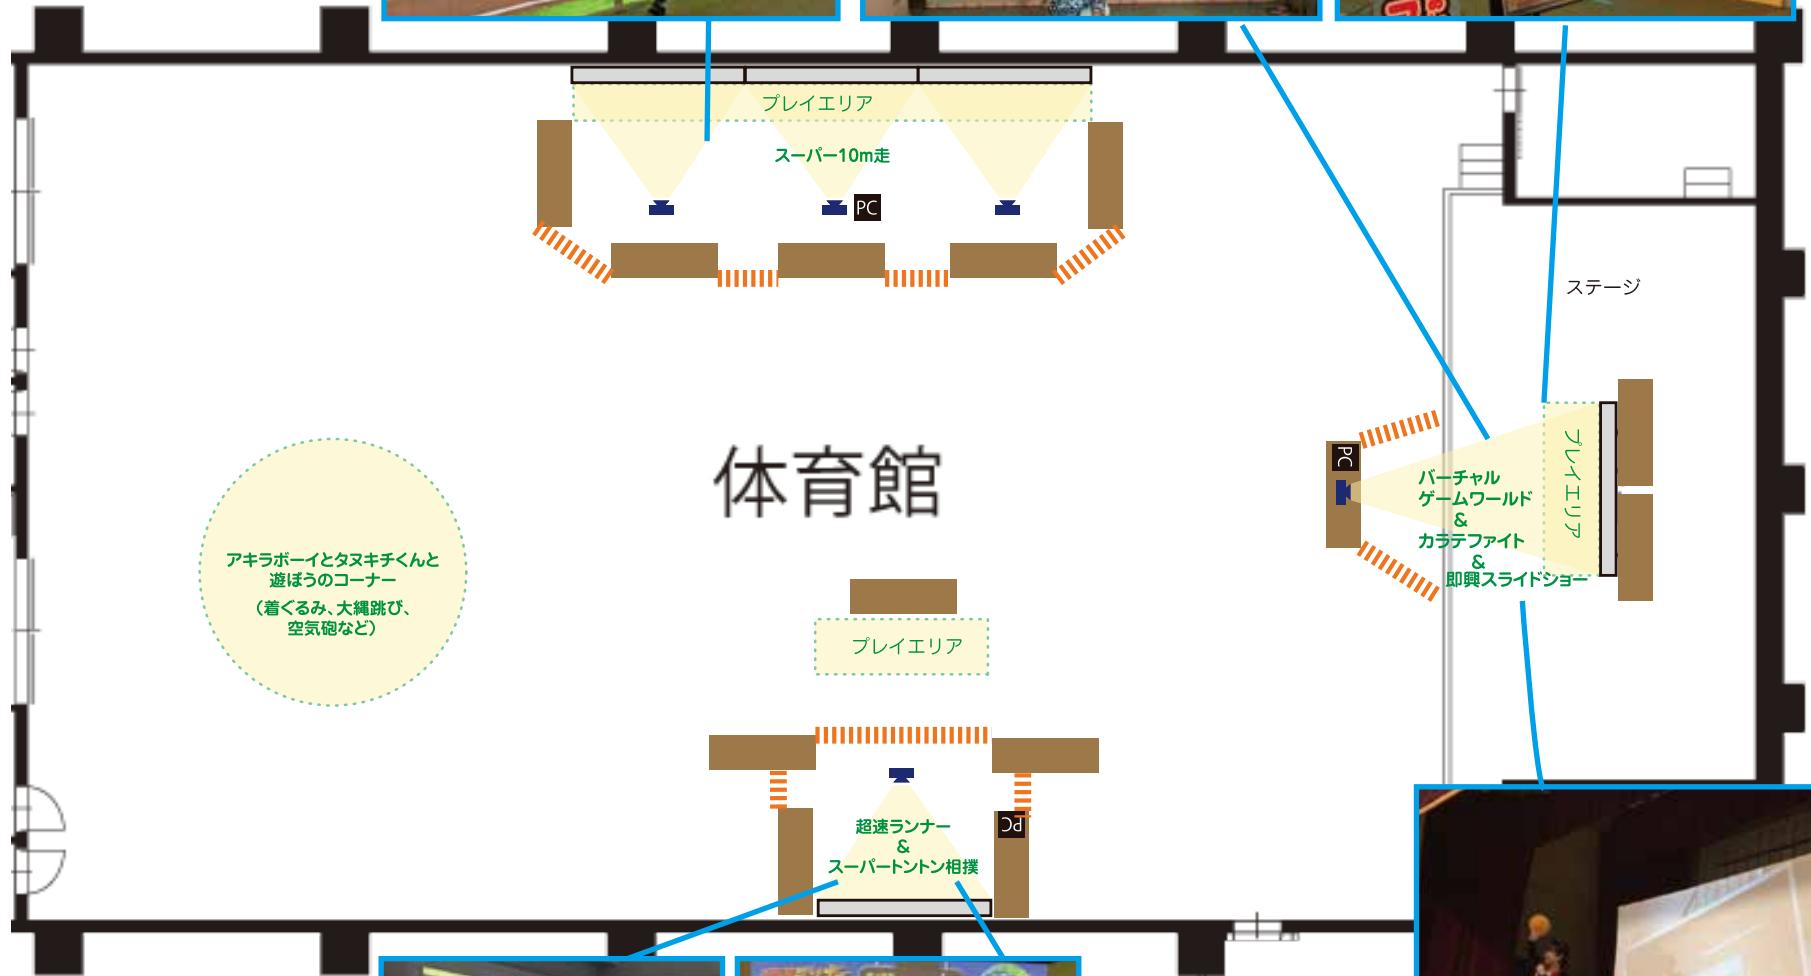 プレイエリア
スーパー10m走
PC
ステージ
体育館
PC
バーチャル
ゲームワールド
&
カラテファイト
&
即興スライドショー
プレイエリア
アキラボーイとタヌキチくんと
遊ぼうのコーナー
(着ぐるみ、大縄跳び、
空気砲など)
プレイエリア
超速ランナー
&
スーパートントン相撲
PC